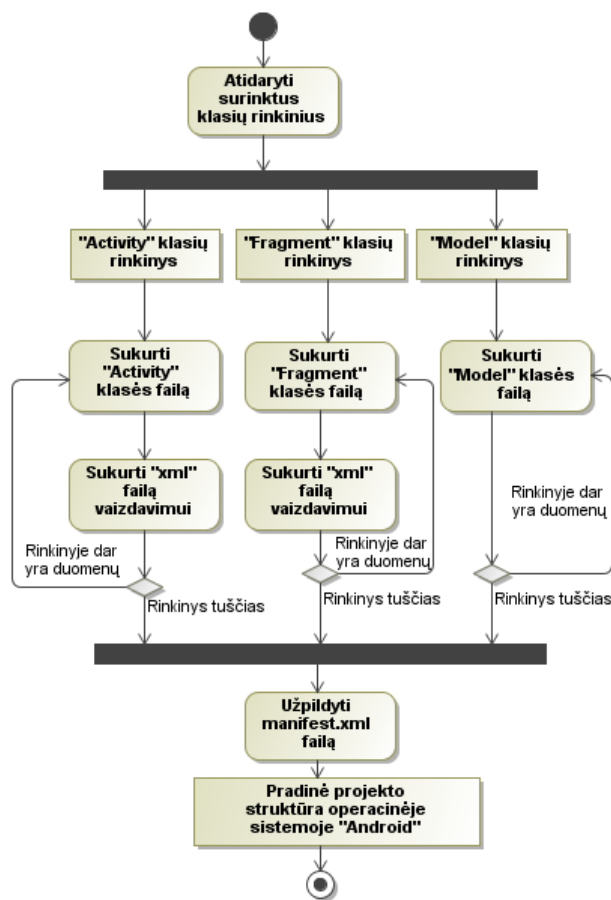 Atidaryti
surinktus
klasių rinkinius
"Activity" klasių
rinkinys
"Fragment" klasių
rinkinys
"Model" klasių
rinkinys
Sukurti
"Activity"
klasės failą
Sukurti
"Fragment"
klasės failą
Sukurti
"Model" klasės
failą
Sukurti "xml"
failą
vaizdavimui
Sukurti "xml"
failą
vaizdavimui
Rinkinyje dar
yra duomenų
Rinkinyje dar
yra duomenų
Rinkinyje dar
yra duomenų
Rinkinys tuščias
Rinkinys tuščias
Rinkinys tuščias
Užpildyti
manifest.xml
failą
Pradinė projekto
struktūra operacinėje
sistemoje "Android"